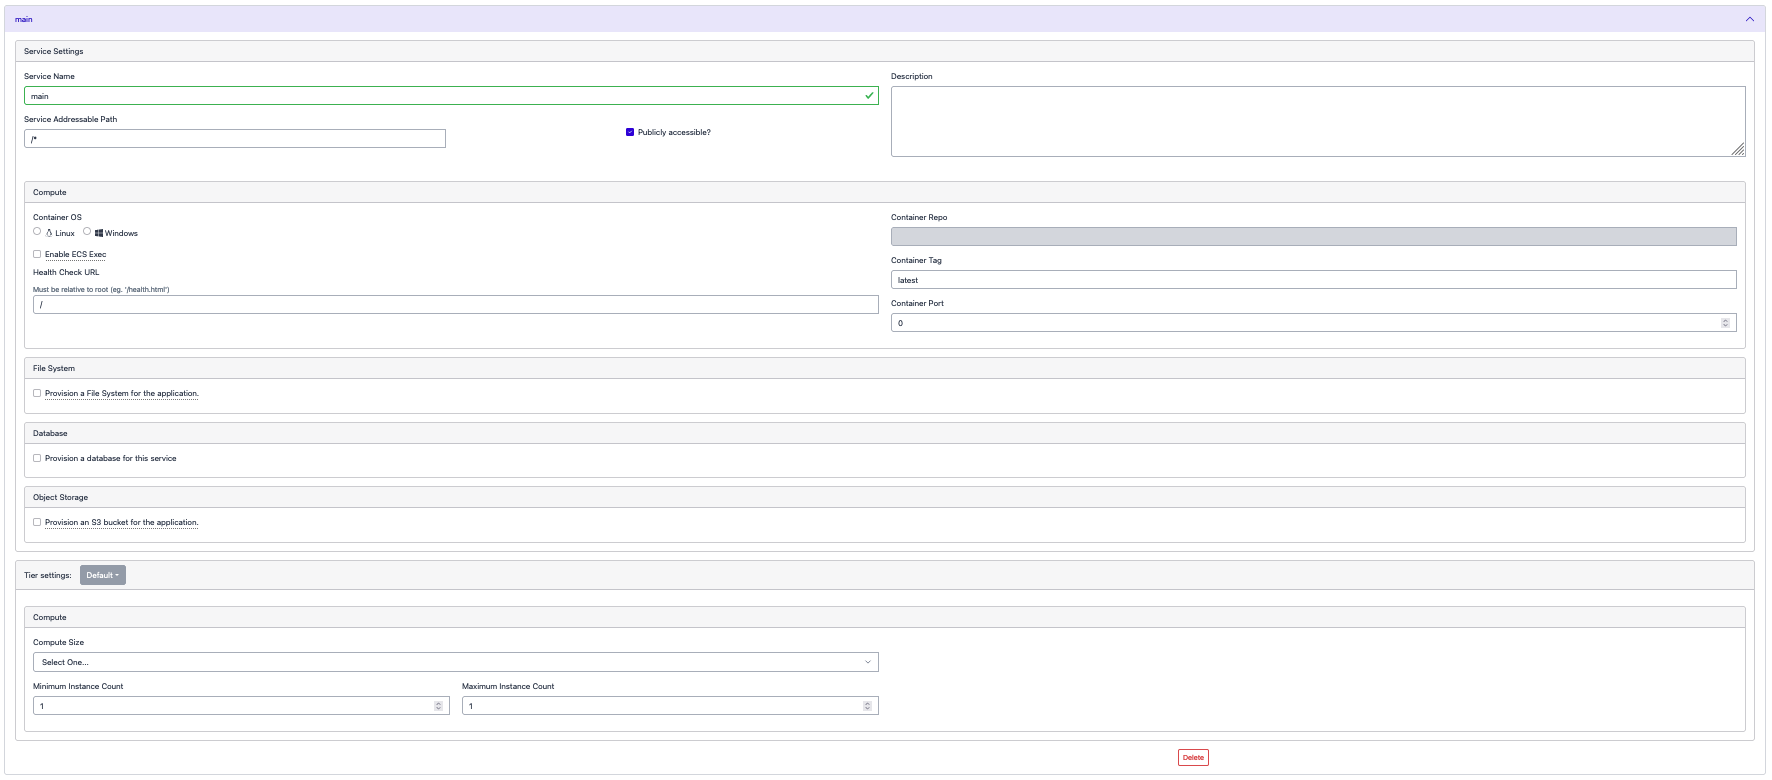 main
Service Settings
Service Name
main
Description
Service Addressable Path
/*
Publicly accessible?
Compute
Container OS
Linux Windows
Enable ECS Exec
Health Check URL
Must be relative to root (eg. '/health.html')
/
Container Repo
Container Tag
latest
Container Port
0
File System
Provision a File System for the application.
Database
Provision a database for this service
Object Storage
Provision an S3 bucket for the application.
Tier settings: Default
Compute
Compute Size
Select One...
Minimum Instance Count
1
Maximum Instance Count
1
Delete